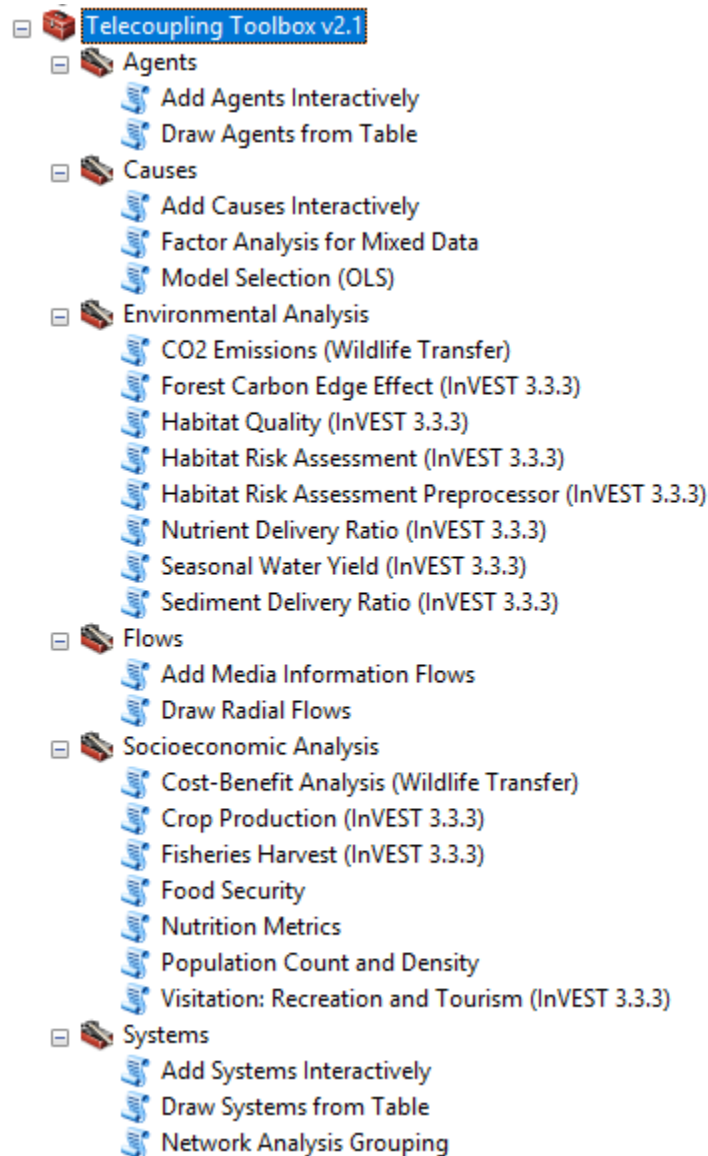 Telecoupling Toolbox v2.1
Agents
Add Agents Interactively
Draw Agents from Table
Causes
Add Causes Interactively
Factor Analysis for Mixed Data
Model Selection (OLS)
Environmental Analysis
CO2 Emissions (Wildlife Transfer)
Forest Carbon Edge Effect (InVEST 3.3.3)
Habitat Quality (InVEST 3.3.3)
Habitat Risk Assessment (InVEST 3.3.3)
Habitat Risk Assessment Preprocessor (InVEST 3.3.3)
Nutrient Delivery Ratio (InVEST 3.3.3)
Seasonal Water Yield (InVEST 3.3.3)
Sediment Delivery Ratio (InVEST 3.3.3)
Flows
Add Media Information Flows
Draw Radial Flows
Socioeconomic Analysis
Cost-Benefit Analysis (Wildlife Transfer)
Crop Production (InVEST 3.3.3)
Fisheries Harvest (InVEST 3.3.3)
Food Security
Nutrition Metrics
Population Count and Density
Visitation: Recreation and Tourism (InVEST 3.3.3)
Systems
Add Systems Interactively
Draw Systems from Table
Network Analysis Grouping